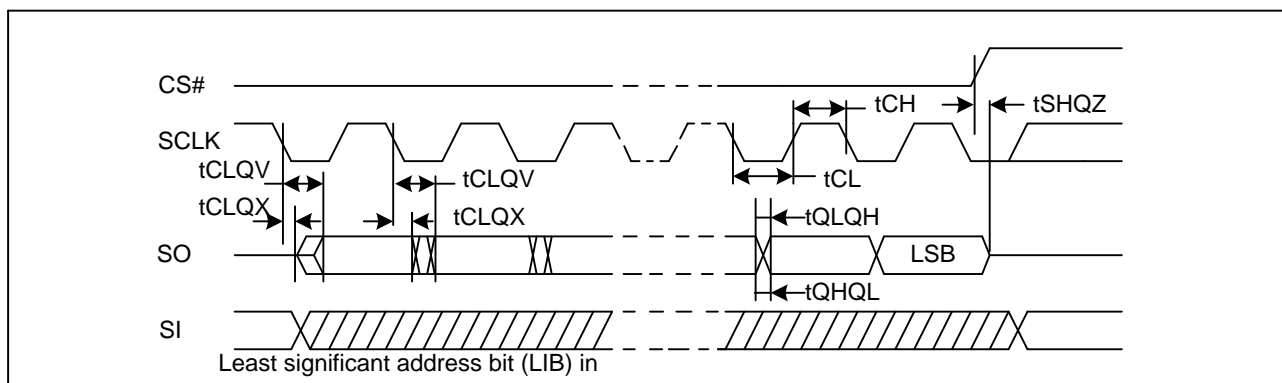 CS#
tCH
tSHQZ
SCLK
tCLQV
tCLQV
tCL
tCLQX
tCLQX
tQLQH
SO
LSB
tQHQL
SI
Least significant address bit (LIB) in